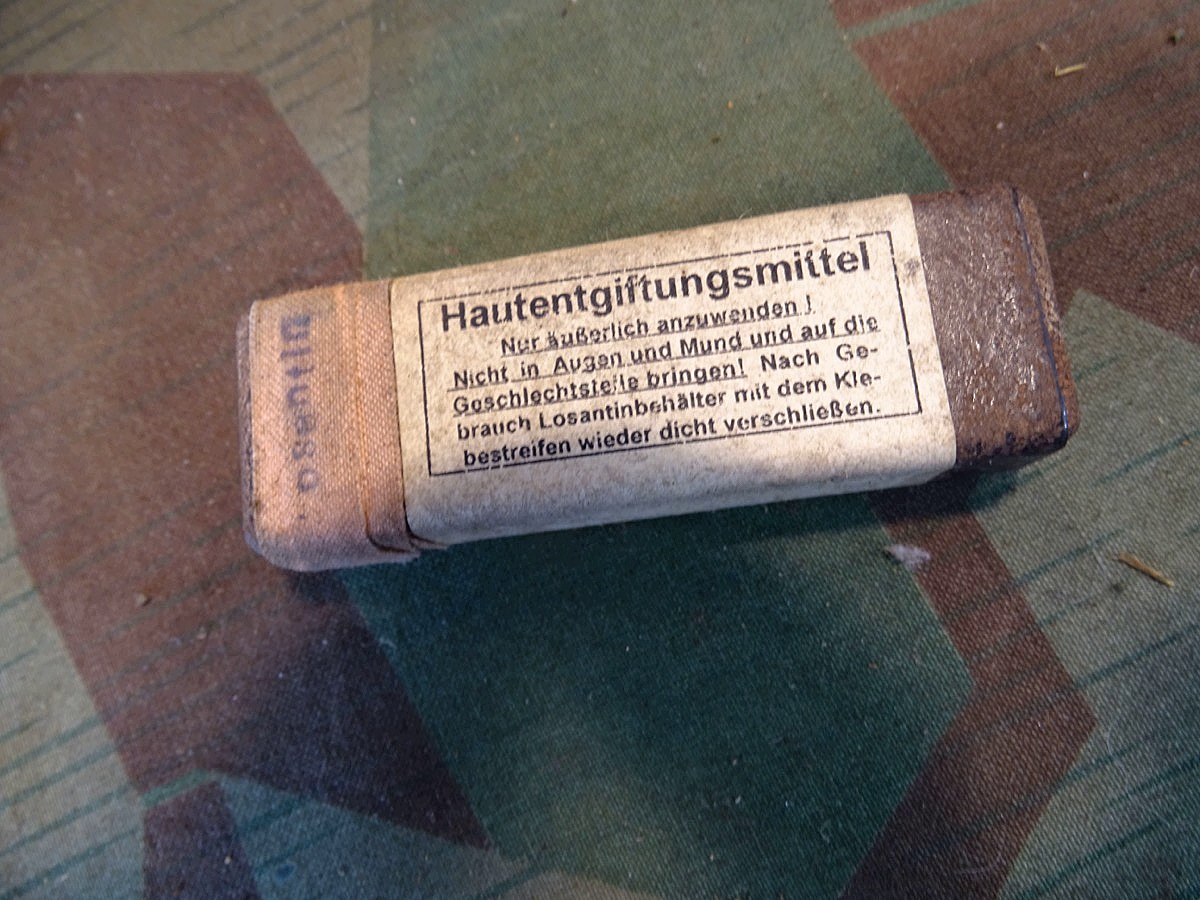 Hautentgiftungsmittel
Nur äußerlich anzuwenden!
Nicht in Augen und Mund und auf die
Geschlechtsteile bringen! Nach Ge-
brauch Losantinbehälter mit dem Kle-
bestreifen wieder dicht verschließen.